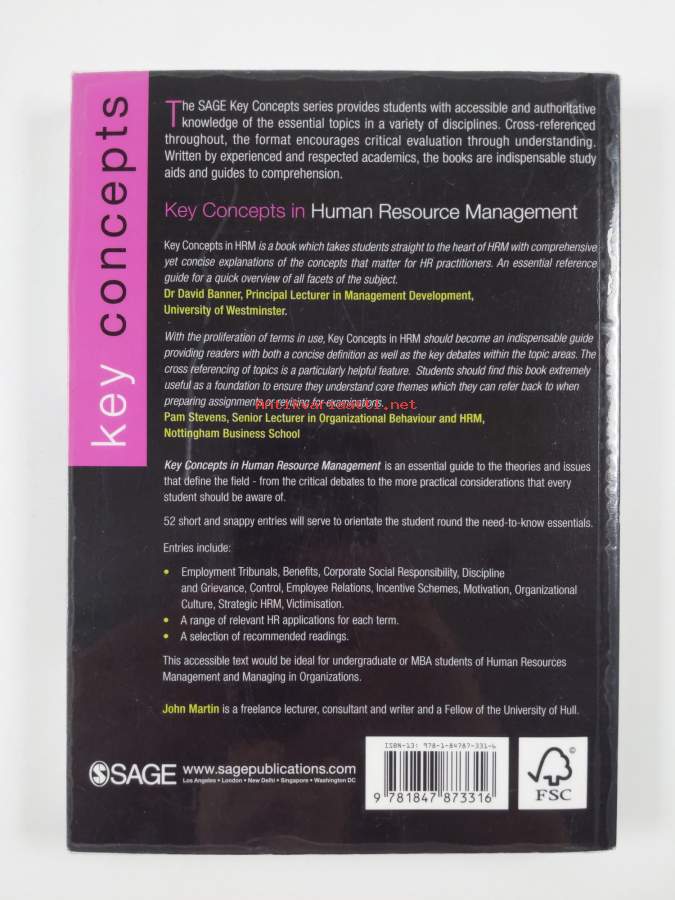 key concepts
The SAGE Key Concepts series provides students with accessible and authoritative
knowledge of the essential topics in a variety of disciplines. Cross-referenced
throughout, the format encourages critical evaluation through understanding.
Written by experienced and respected academics, the books are indispensable study
aids and guides to comprehension.
Key Concepts in Human Resource Management
Key Concepts in HRM is a book which takes students straight to the heart of HRM with comprehensive
yet concise explanations of the concepts that matter for HR practitioners. An essential reference
guide for a quick overview of all facets of the subject.
Dr David Banner, Principal Lecturer in Management Development,
University of Westminster.
With the proliferation of terms in use, Key Concepts in HRM should become an indispensable guide
providing readers with both a concise definition as well as the key debates within the topic areas. The
cross referencing of topics is a particularly helpful feature. Students should find this book extremely
useful as a foundation to ensure they understand core themes which they can refer back to when
preparing assignments or revising for examinations.
Antikvariaatti.net
Pam Stevens, Senior Lecturer in Organizational Behaviour and HRM,
Nottingham Business School
Key Concepts in Human Resource Management is an essential guide to the theories and issues
that define the field - from the critical debates to the more practical considerations that every
student should be aware of.
52 short and snappy entries will serve to orientate the student round the need-to-know essentials.
Entries include:
• Employment Tribunals, Benefits, Corporate Social Responsibility, Discipline
and Grievance, Control, Employee Relations, Incentive Schemes, Motivation, Organizational
Culture, Strategic HRM, Victimisation.
• A range of relevant HR applications for each term.
• A selection of recommended readings.
This accessible text would be ideal for undergraduate or MBA students of Human Resources
Management and Managing in Organizations.
John Martin is a freelance lecturer, consultant and writer and a Fellow of the University of Hull.
SAGE www.sagepublications.com
Los Angeles • London • New Delhi • Singapore • Washington DC
ISBN-13: 978-1-84787-331-6
9 781847 873316
©
FSC